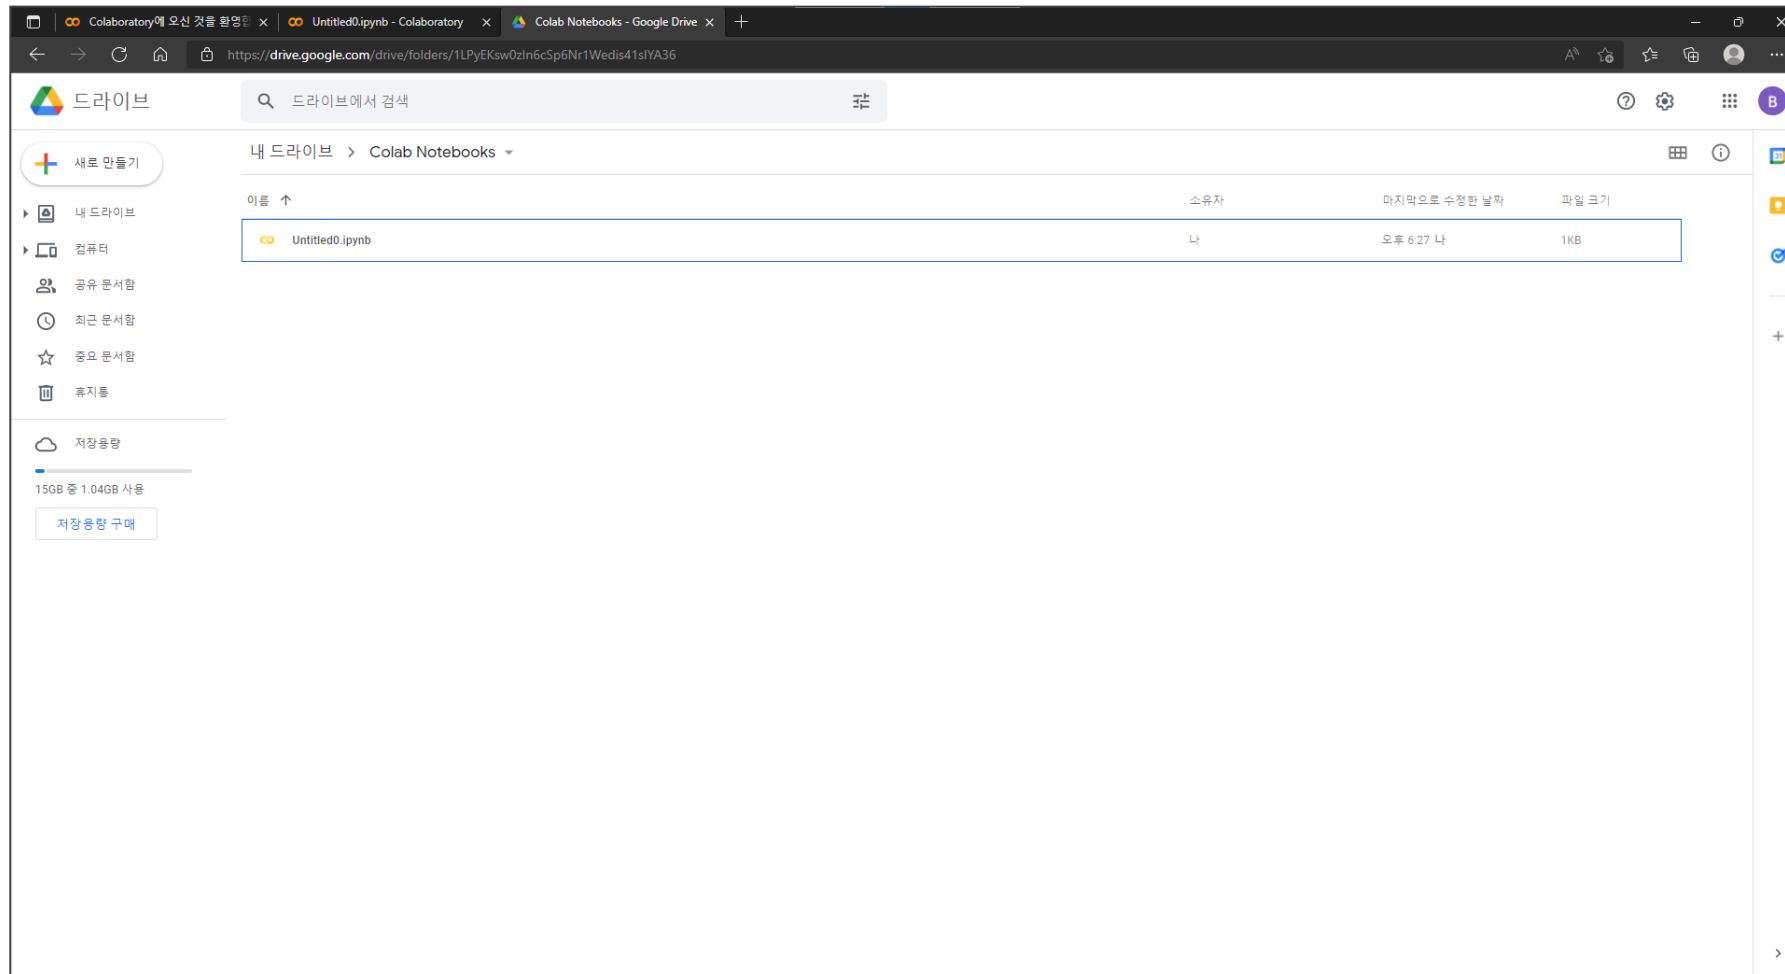 Colaboratory에 오신 것을 환영합 Untitled0.ipynb - Colaboratory Colab Notebooks - Google Drive
https://drive.google.com/drive/folders/1LPyEKsw0zIn6cSp6Nr1Wedis41sIYA36
드라이브 드라이브에서 검색 B
새로 만들기 내 드라이브 > Colab Notebooks
이름 소유자 마지막으로 수정한 날짜 파일 크기
Untitled0.ipynb 나 오후 6:27 나 1KB
내 드라이브
컴퓨터
공유 문서함
최근 문서함
중요 문서함
휴지통
저장용량
15GB 중 1.04GB 사용
저장용량 구매